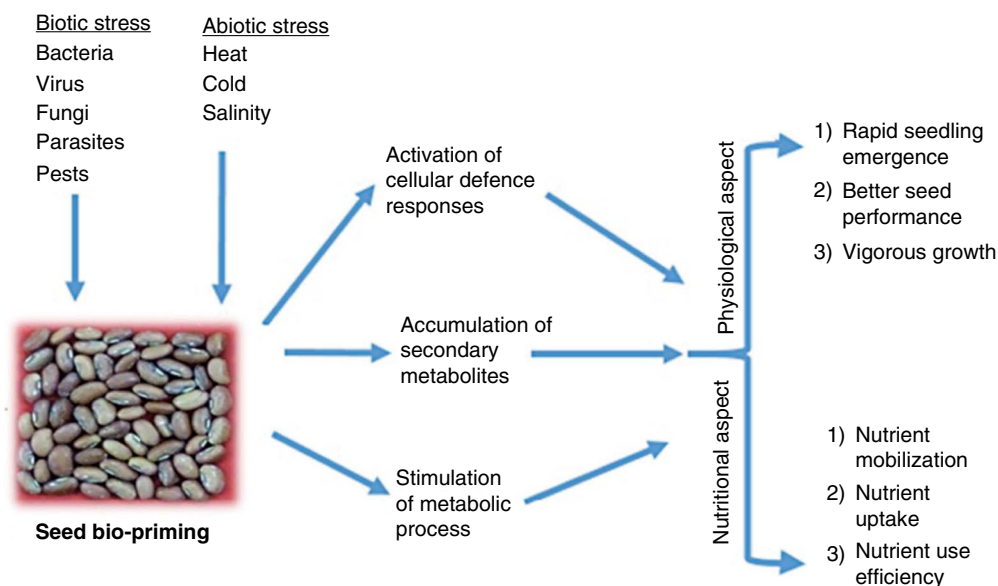 Biotic stress
Bacteria
Virus
Fungi
Parasites
Pests
Abiotic stress
Heat
Cold
Salinity
Seed bio-priming
Activation of
cellular defence
responses
Accumulation of
secondary
metabolites
Stimulation
of metabolic
process
Physiological aspect
Nutritional aspect
1) Rapid seedling
emergence
2) Better seed
performance
3) Vigorous growth
1) Nutrient
mobilization
2) Nutrient
uptake
3) Nutrient use
efficiency